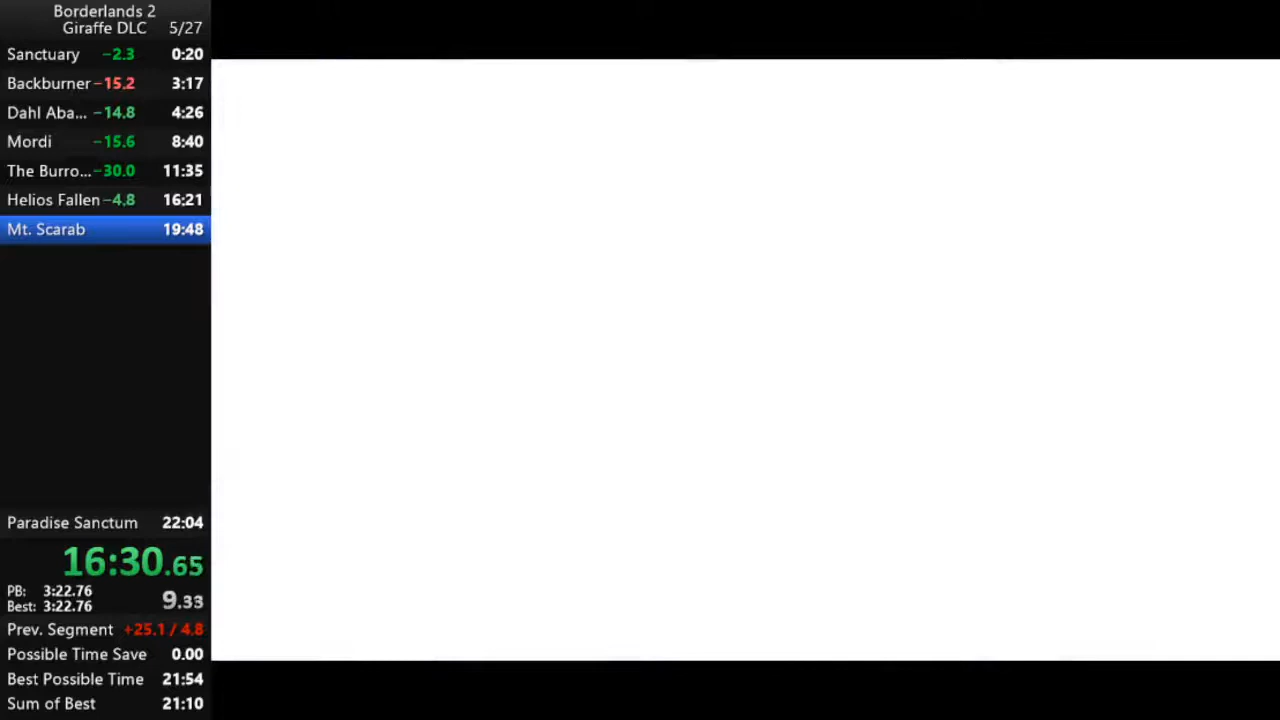 Borderlands 2
Giraffe DLC 5/27
Sanctuary −2.3 0:20
Backburner −15.2 3:17
Dahl Aba... −14.8 4:26
Mordi −15.6 8:40
The Burro... −30.0 11:35
Helios Fallen −4.8 16:21
Mt. Scarab 19:48
Paradise Sanctum 22:04
16:30.65
PB: 3:22.76
Best: 3:22.76
9.33
Prev. Segment +25.1 / 4.8
Possible Time Save 0.00
Best Possible Time 21:54
Sum of Best 21:10